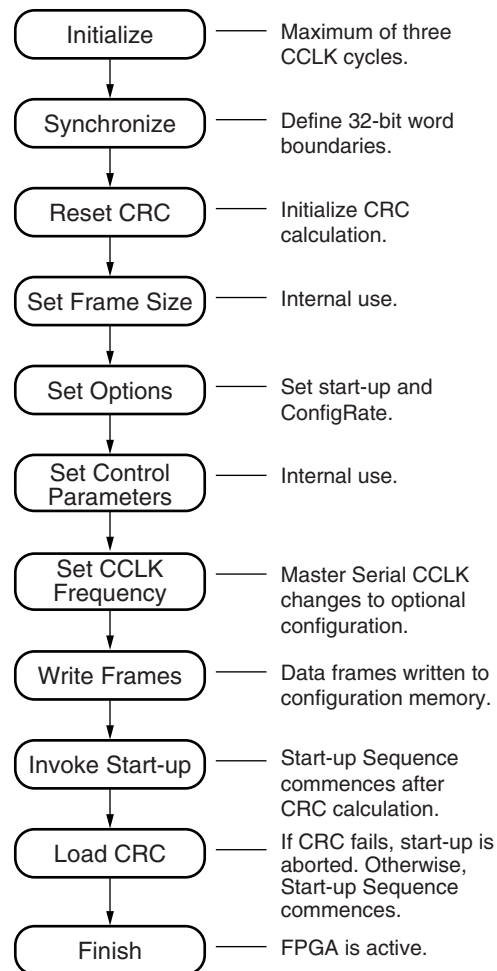 Initialize
Maximum of three
CCLK cycles.
Synchronize
Define 32-bit word
boundaries.
Reset CRC
Initialize CRC
calculation.
Set Frame Size
Internal use.
Set Options
Set start-up and
ConfigRate.
Set Control
Parameters
Internal use.
Set CCLK
Frequency
Master Serial CCLK
changes to optional
configuration.
Write Frames
Data frames written to
configuration memory.
Invoke Start-up
Start-up Sequence
commences after
CRC calculation.
Load CRC
If CRC fails, start-up is
aborted. Otherwise,
Start-up Sequence
commences.
Finish
FPGA is active.